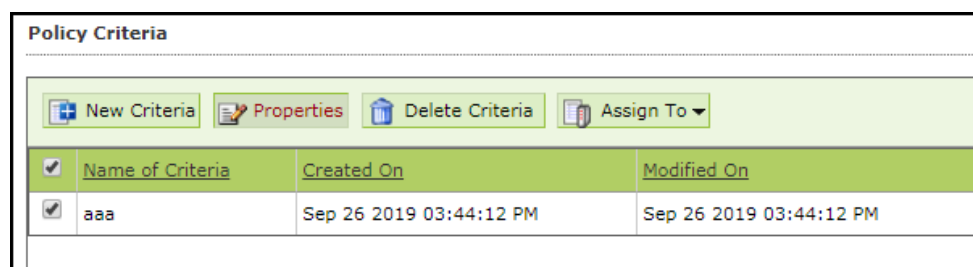 Policy Criteria
New Criteria Properties Delete Criteria Assign To
Name of Criteria Created On Modified On
aaa Sep 26 2019 03:44:12 PM Sep 26 2019 03:44:12 PM